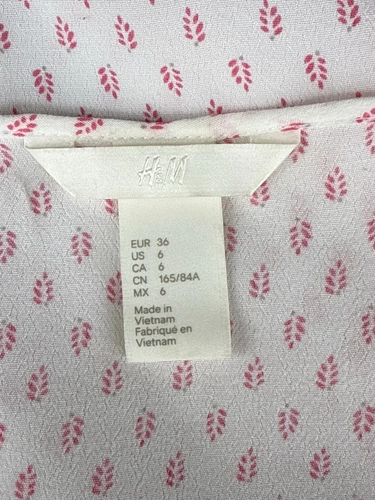 H&M
EUR 36
US 6
CA 6
CN 165/84A
MX 6
Made in
Vietnam
Fabriqué en
Vietnam